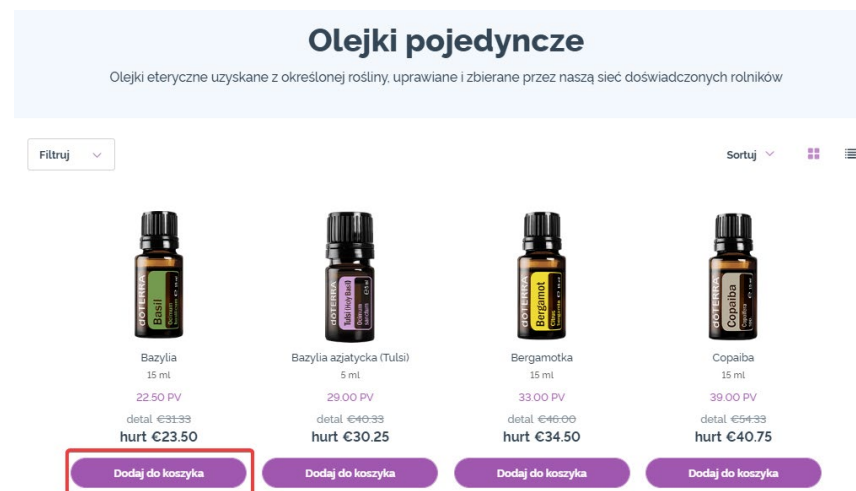 Olejki pojedyncze
Olejki eteryczne uzyskane z określonej rośliny, uprawiane i zbierane przez naszą sieć doświadczonych rolników
Filtruj
Sortuj
dōTERRA
Basil
dōTERRA
Tulsi (Holy Basil)
dōTERRA
Bergamot
dōTERRA
Copaiba
Bazylia
15 ml
22.50 PV
detal €31.33
hurt €23.50
Dodaj do koszyka
Bazylia azjatycka (Tulsi)
5 ml
29.00 PV
detal €40.33
hurt €30.25
Dodaj do koszyka
Bergamotka
15 ml
33.00 PV
detal €46.00
hurt €34.50
Dodaj do koszyka
Copaiba
15 ml
39.00 PV
detal €54.33
hurt €40.75
Dodaj do koszyka